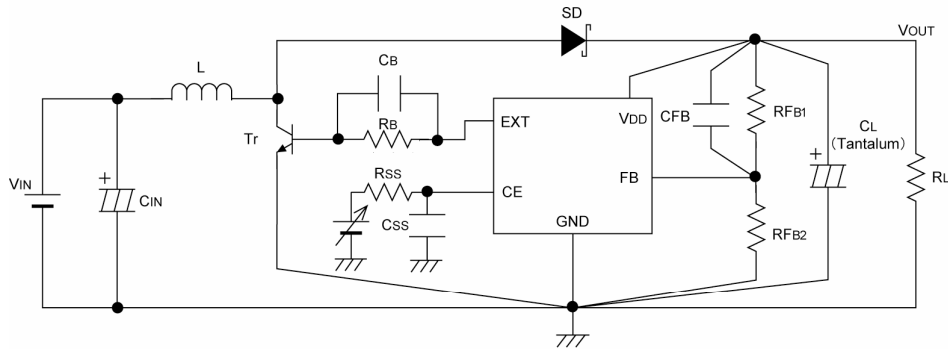 SD
VOUT
L
CB
EXT
VDD
CFB
RFB1
CL
(Tantalum)
Tr
RB
+
VIN
+
CIN
RSS
CE
FB
RL
CSS
GND
RFB2